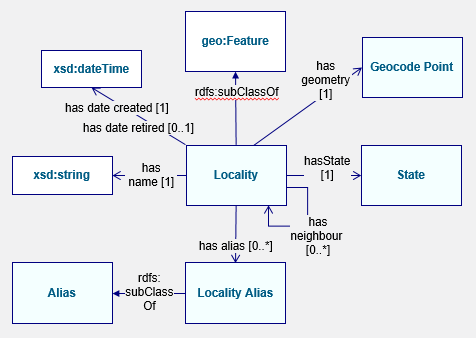 geo:Feature
xsd:dateTime
has
geometry
[1]
Geocode Point
rdfs:subClassOf
has date created [1]
has date retired [0..1]
xsd:string
has
name [1]
Locality
hasState
[1]
State
has
neighbour
[0..*]
has alias [0..*]
Alias
rdfs:
subClass
Of
Locality Alias